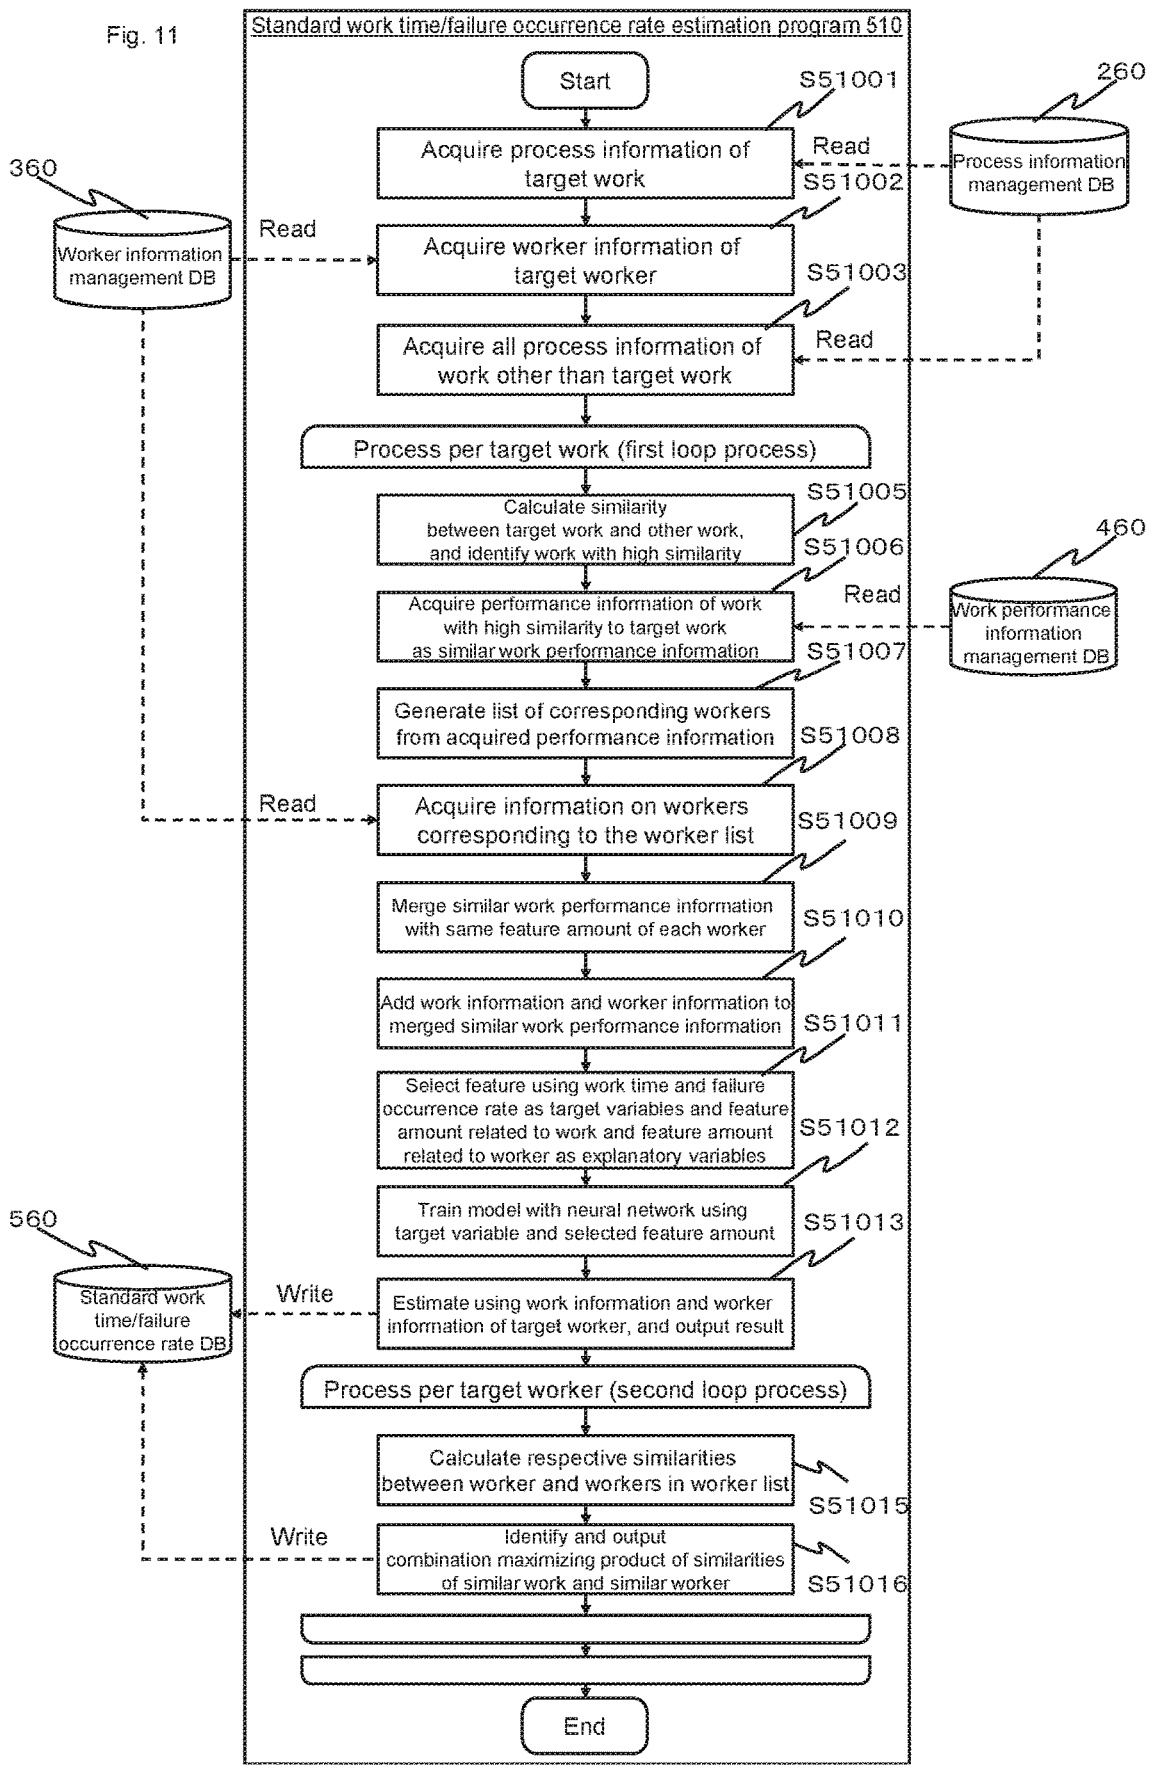 Fig. 11
Standard work time/failure occurrence rate estimation program 510
Start
S51001
260
Acquire process information of
target work
Read
Process information
management DB
360
S51002
Worker information
management DB
Read
Acquire worker information of
target worker
S51003
Acquire all process information of
work other than target work
Read
Process per target work (first loop process)
S51005
Calculate similarity
between target work and other work,
and identify work with high similarity
S51006
460
Acquire performance information of work
with high similarity to target work
as similar work performance information
Read
Work performance
information
management DB
S51007
Generate list of corresponding workers
from acquired performance information
S51008
Read
Acquire information on workers
corresponding to the worker list
S51009
Merge similar work performance information
with same feature amount of each worker
S51010
Add work information and worker information to
merged similar work performance information
S51011
Select feature using work time and failure
occurrence rate as target variables and feature
amount related to work and feature amount
related to worker as explanatory variables
S51012
Train model with neural network using
target variable and selected feature amount
S51013
560
Standard work
time/failure
occurrence rate DB
Write
Estimate using work information and worker
information of target worker, and output result
Process per target worker (second loop process)
Calculate respective similarities
between worker and workers in worker list
S51015
Write
Identify and output
combination maximizing product of similarities
of similar work and similar worker
S51016
End